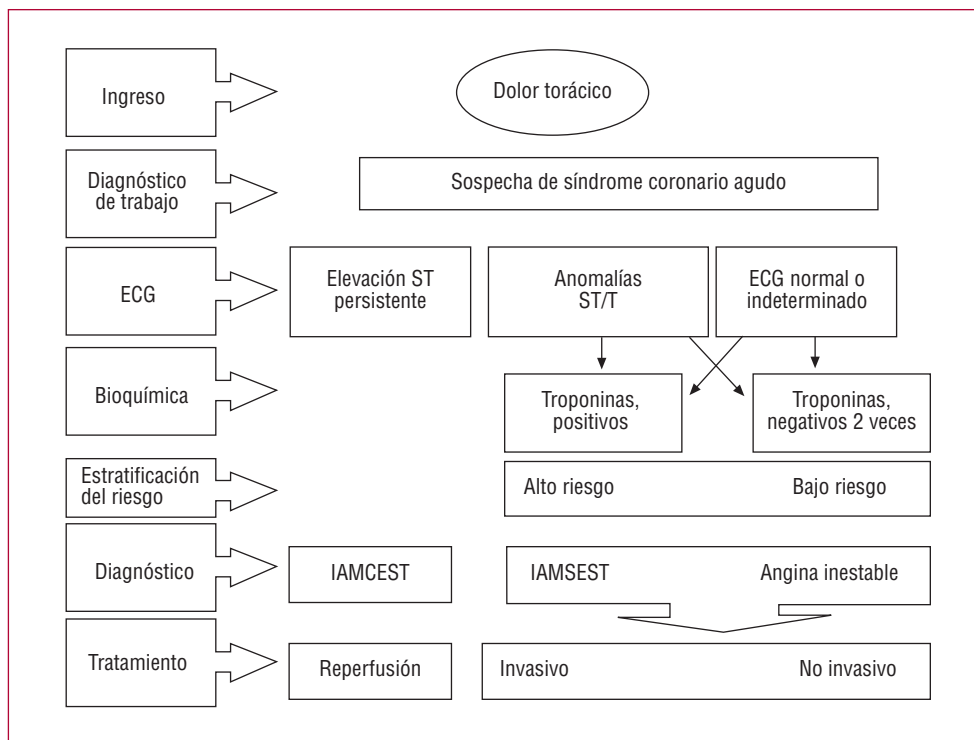 Ingreso
Dolor torácico
Diagnóstico
de trabajo
Sospecha de síndrome coronario agudo
ECG
Elevación ST
persistente
Anomalías
ST/T
ECG normal o
indeterminado
Bioquímica
Troponinas,
positivos
Troponinas,
negativos 2 veces
Estratificación
del riesgo
Alto riesgo
Bajo riesgo
Diagnóstico
IAMCEST
IAMSEST
Angina inestable
Tratamiento
Reperfusión
Invasivo
No invasivo